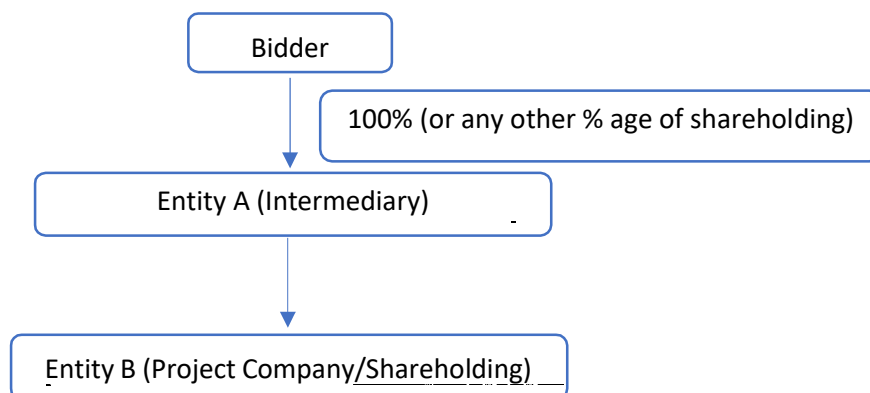 Bidder
100% (or any other % age of shareholding)
Entity A (Intermediary)
Entity B (Project Company/Shareholding)